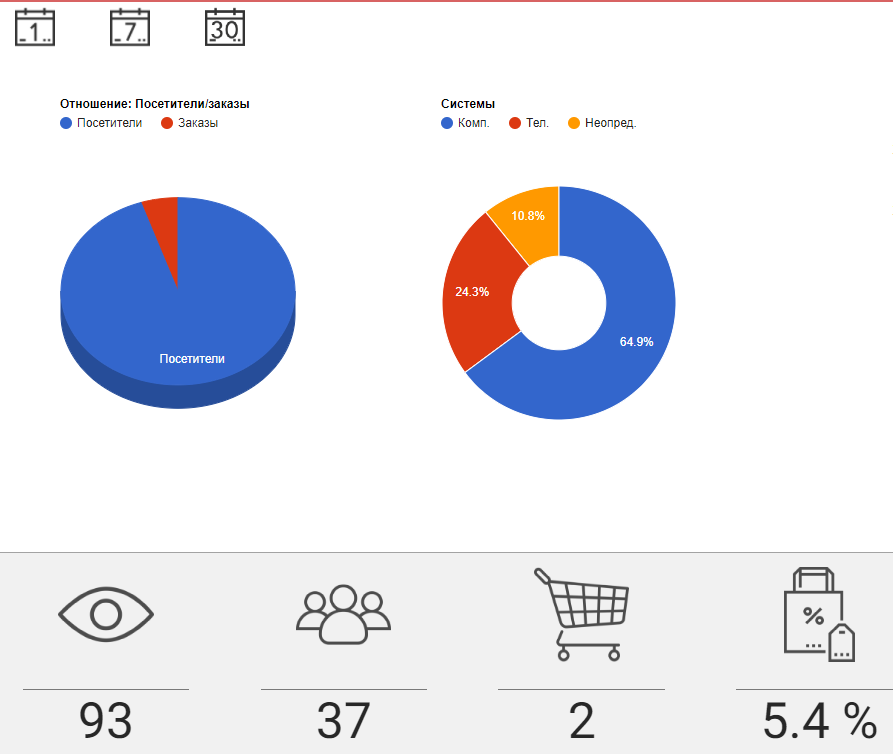 1 7 30
Отношение: Посетители/заказы
Посетители Заказы
Посетители
Системы
Комп. Тел. Неопред.
10.8%
24.3%
64.9%
%
93 37 2 5.4 %